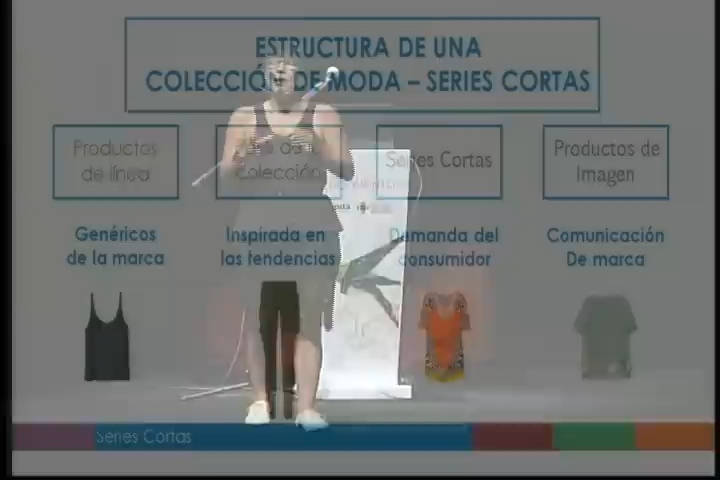 ESTRUCTURA DE UNA
COLECCIÓN DE MODA – SERIES CORTAS
Productos
de línea
colección
Series Cortas
Productos de
Imagen
Genéricos
de la marca
Inspirada en
las tendencias
Demanda del
consumidor
Comunicación
De marca
Series Cortas